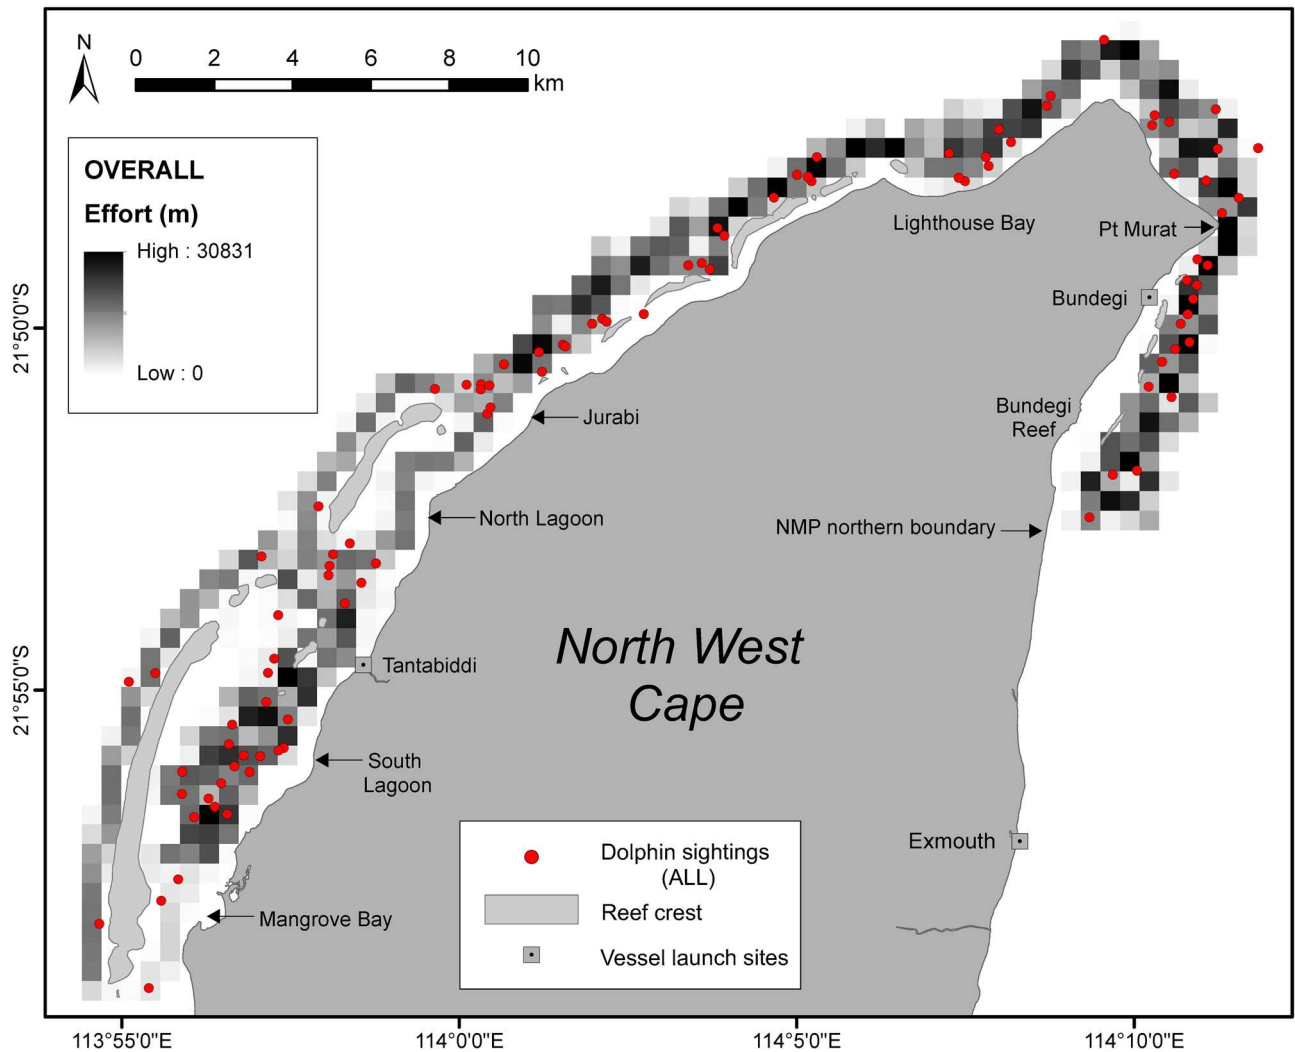 N
0 2 4 6 8 10
km
OVERALL
Effort (m)
High : 30831
Low : 0
Lighthouse Bay
Pt Murat
Bundegi
Bundegi
Reef
Jurabi
North Lagoon
NMP northern boundary
North West
Cape
Tantabiddi
South
Lagoon
Exmouth
Mangrove Bay
Dolphin sightings
(ALL)
Reef crest
Vessel launch sites
21°50'0"S
21°55'0"S
113°55'0"E 114°0'0"E 114°5'0"E 114°10'0"E